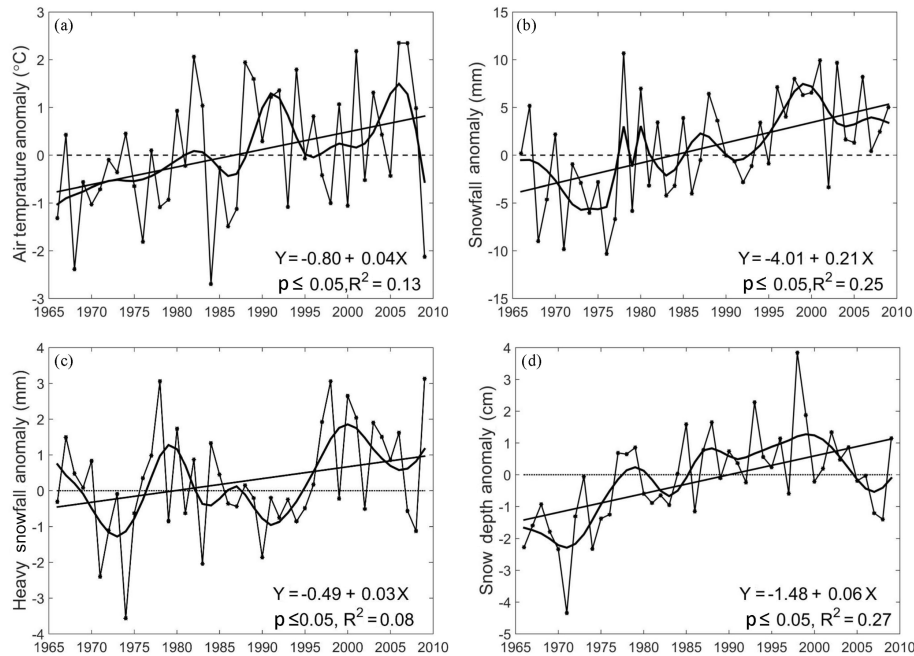 (a)
Air temprature anomaly (°C)
3
2
1
0
-1
-2
-3
Y = -0.80 + 0.04X
p ≤ 0.05, R² = 0.13
1965 1970 1975 1980 1985 1990 1995 2000 2005 2010
(b)
Snowfall anomaly (mm)
15
10
5
0
-5
-10
-15
Y = -4.01 + 0.21 X
p ≤ 0.05, R² = 0.25
1965 1970 1975 1980 1985 1990 1995 2000 2005 2010
(c)
Heavy snowfall anomaly (mm)
4
3
2
1
0
-1
-2
-3
-4
Y = -0.49 + 0.03 X
p ≤0.05, R² = 0.08
1965 1970 1975 1980 1985 1990 1995 2000 2005 2010
(d)
Snow depth anomaly (cm)
4
3
2
1
0
-1
-2
-3
-4
-5
Y = -1.48 + 0.06 X
p ≤ 0.05, R² = 0.27
1965 1970 1975 1980 1985 1990 1995 2000 2005 2010